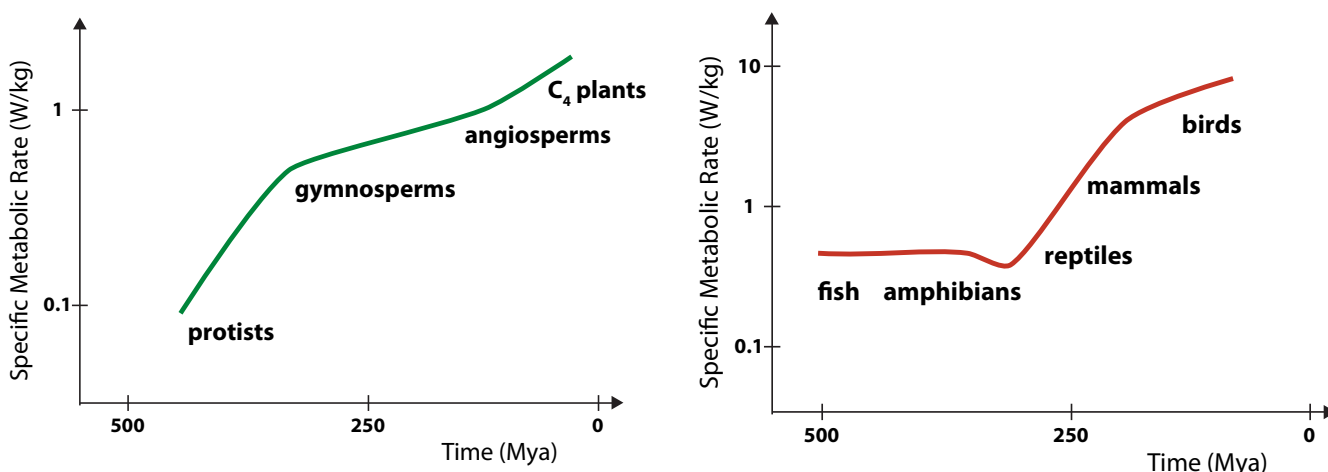 Specific Metabolic Rate (W/kg)
1
0.1
C4 plants
angiosperms
gymnosperms
protists
500
250
0
Time (Mya)
Specific Metabolic Rate (W/kg)
10
1
0.1
birds
mammals
reptiles
fish amphibians
500
250
0
Time (Mya)